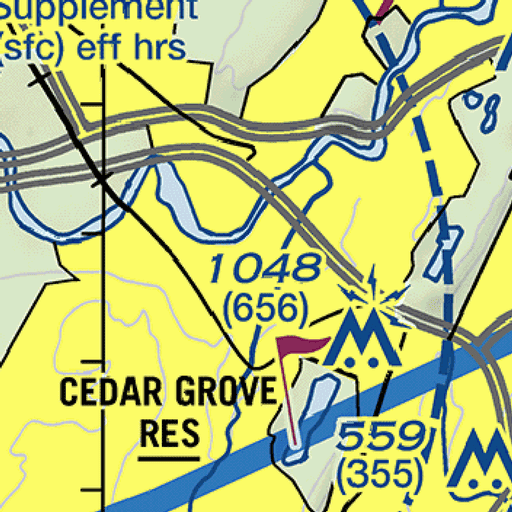 Supplement
(sfc) eff hrs
1048
(656)
CEDAR GROVE
RES
559
(355)